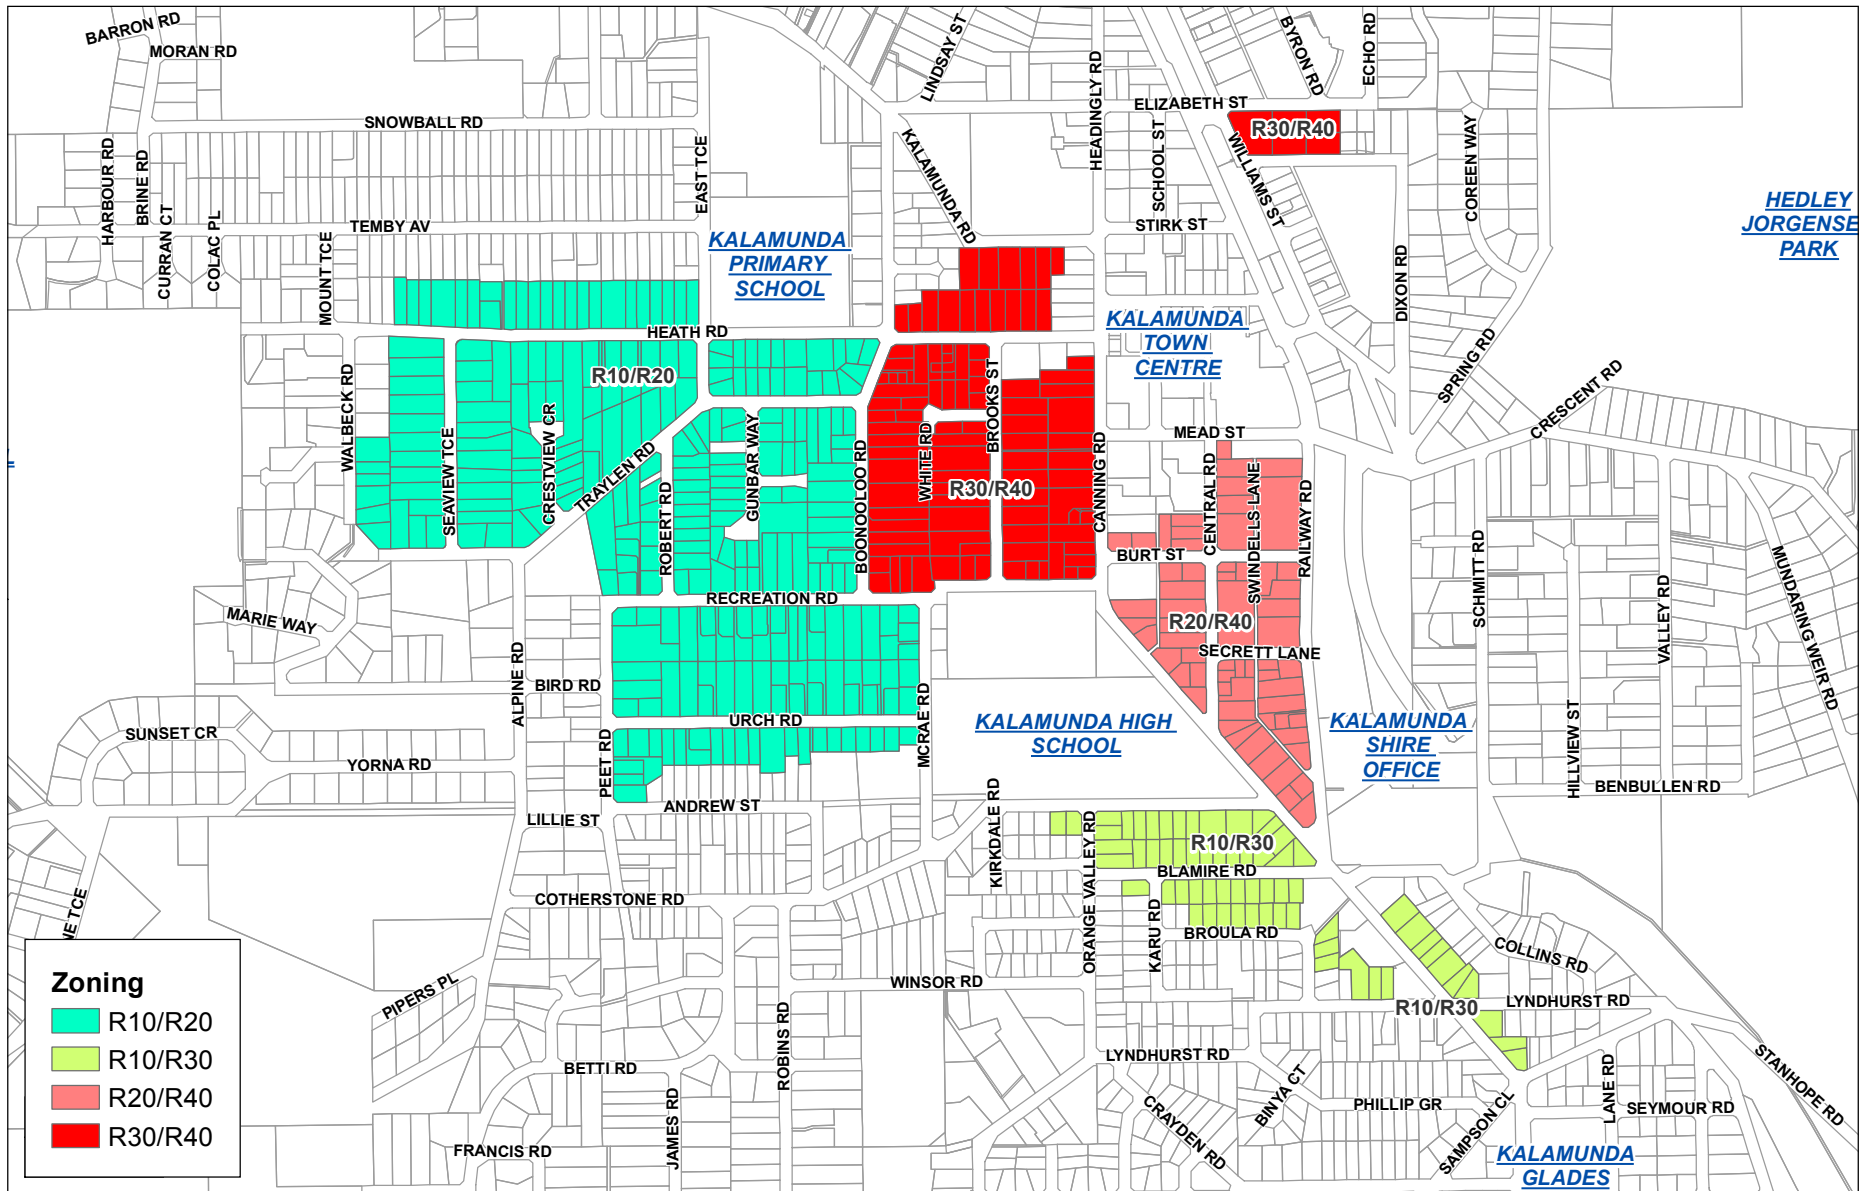 BARRON RD
MORAN RD
LINDSAY ST
HEADINGLY RD
BYRON RD
ECHO RD
SNOWBALL RD
ELIZABETH ST
R30/R40
HARBOUR RD
BRINE RD
EAST TCE
KALAMUNDA RD
SCHOOL ST
WILLIAMS ST
COREEN WAY
CURRAN CT
COLAC PL
MOUNT TCE
TEMBY AV
STIRK ST
HEDLEY
JORGENSE
PARK
KALAMUNDA
PRIMARY
SCHOOL
DIXON RD
HEATH RD
KALAMUNDA
TOWN
CENTRE
SPRING RD
CRESCENT RD
WALBECK RD
R10/R20
BROOKS ST
SEAVIEW TCE
CRESTVIEW CR
TRAYLEN RD
GUNBAR WAY
BOONOOLOO RD
WHITE RD
R30/R40
CANNING RD
MEAD ST
CENTRAL RD
SWINDELLS LANE
RAILWAY RD
ROBERT RD
BURT ST
SCHMITT RD
VALLEY RD
MUNDARING WEIR RD
RECREATION RD
MARIE WAY
R20/R40
SECRETT LANE
ALPINE RD
BIRD RD
URCH RD
MCRAE RD
KALAMUNDA HIGH
SCHOOL
KALAMUNDA
SHIRE
OFFICE
HILLVIEW ST
SUNSET CR
YORNA RD
PEET RD
BENBULLEN RD
ANDREW ST
LILLIE ST
KIRKDALE RD
ORANGE VALLEY RD
R10/R30
BLAMIRE RD
COTHERSTONE RD
KARU RD
BROULA RD
COLLINS RD
NE TCE
PIPERS PL
WINSOR RD
R10/R30
LYNDHURST RD
ROBINS RD
LYNDHURST RD
BETTI RD
BINYA CT
PHILLIP GR
LANE RD
STANHOPE RD
SEYMOUR RD
CRAYDEN RD
SAMPSON CL
JAMES RD
FRANCIS RD
KALAMUNDA
GLADES
Zoning
R10/R20
R10/R30
R20/R40
R30/R40